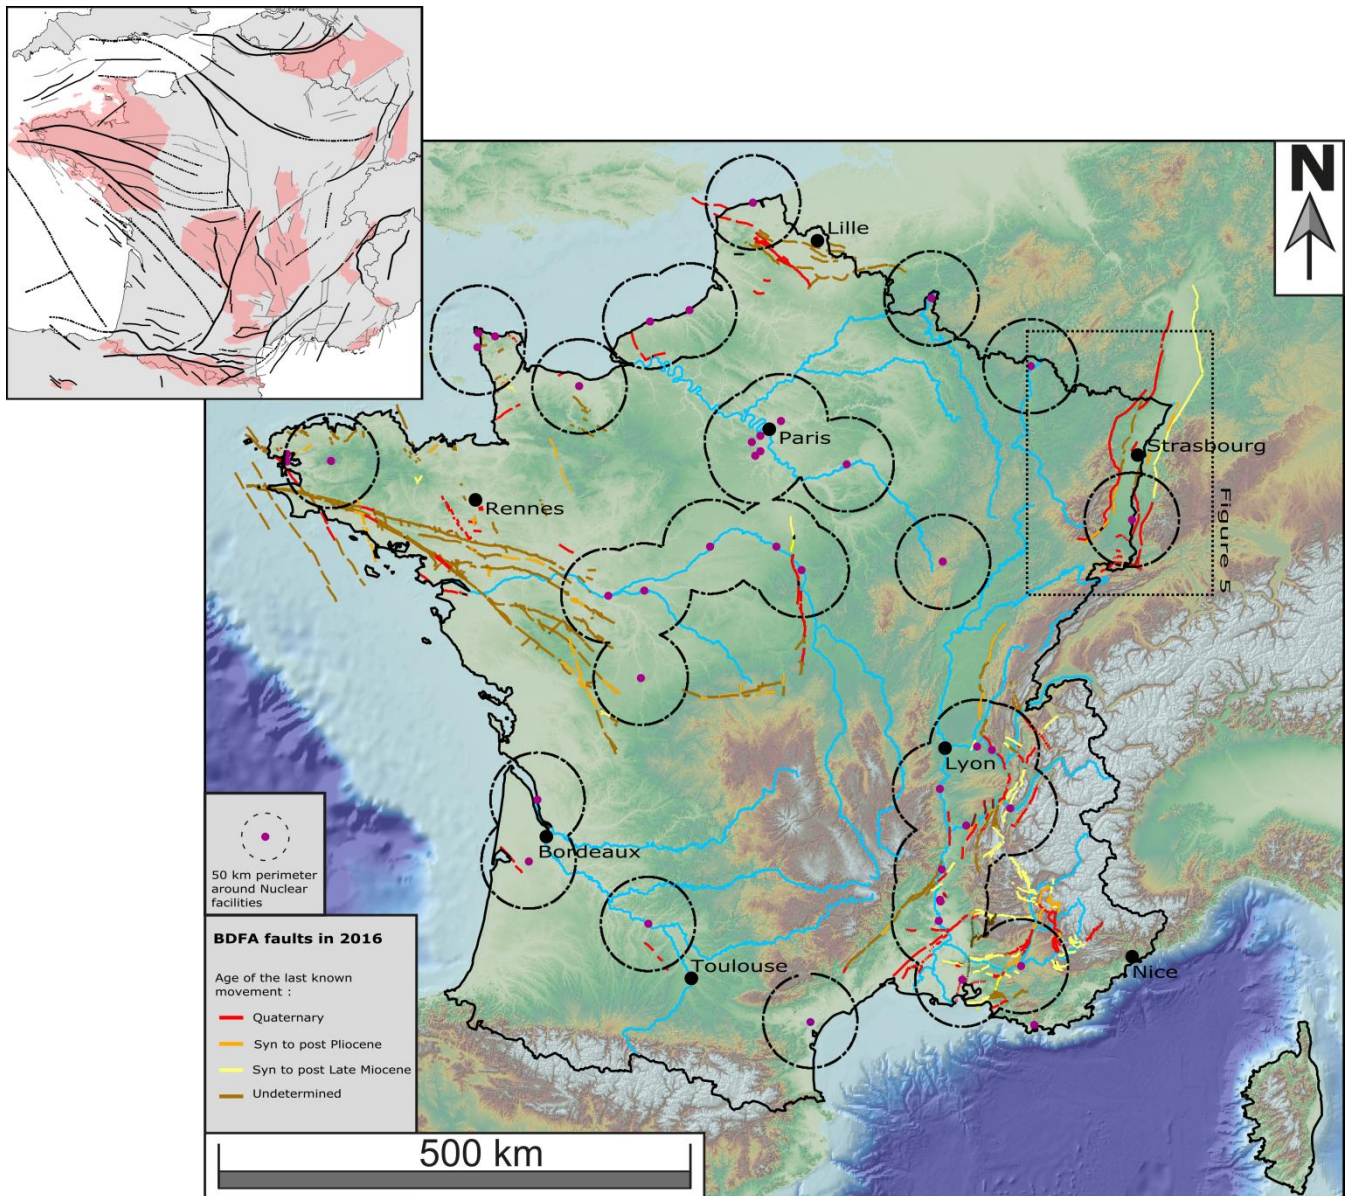 N
Lille
Paris
Strasbourg
Rennes
Figure 5
Lyon
Bordeaux
50 km perimeter
around Nuclear
facilities
BDFA faults in 2016
Toulouse
Nice
Age of the last known
movement :
Quaternary
Syn to post Pliocene
Syn to post Late Miocene
Undetermined
500 km